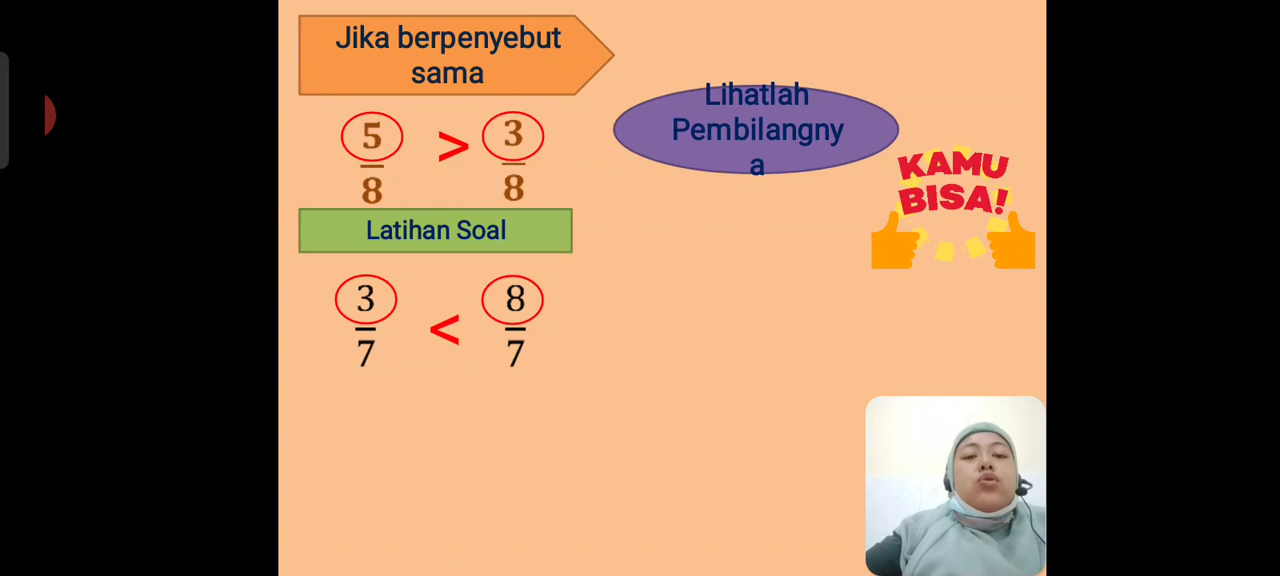 Jika berpenyebut
sama
Lihatlah
Pembilangny
a
5/8 > 3/8
KAMU
BISA!
Latihan Soal
3/7 < 8/7